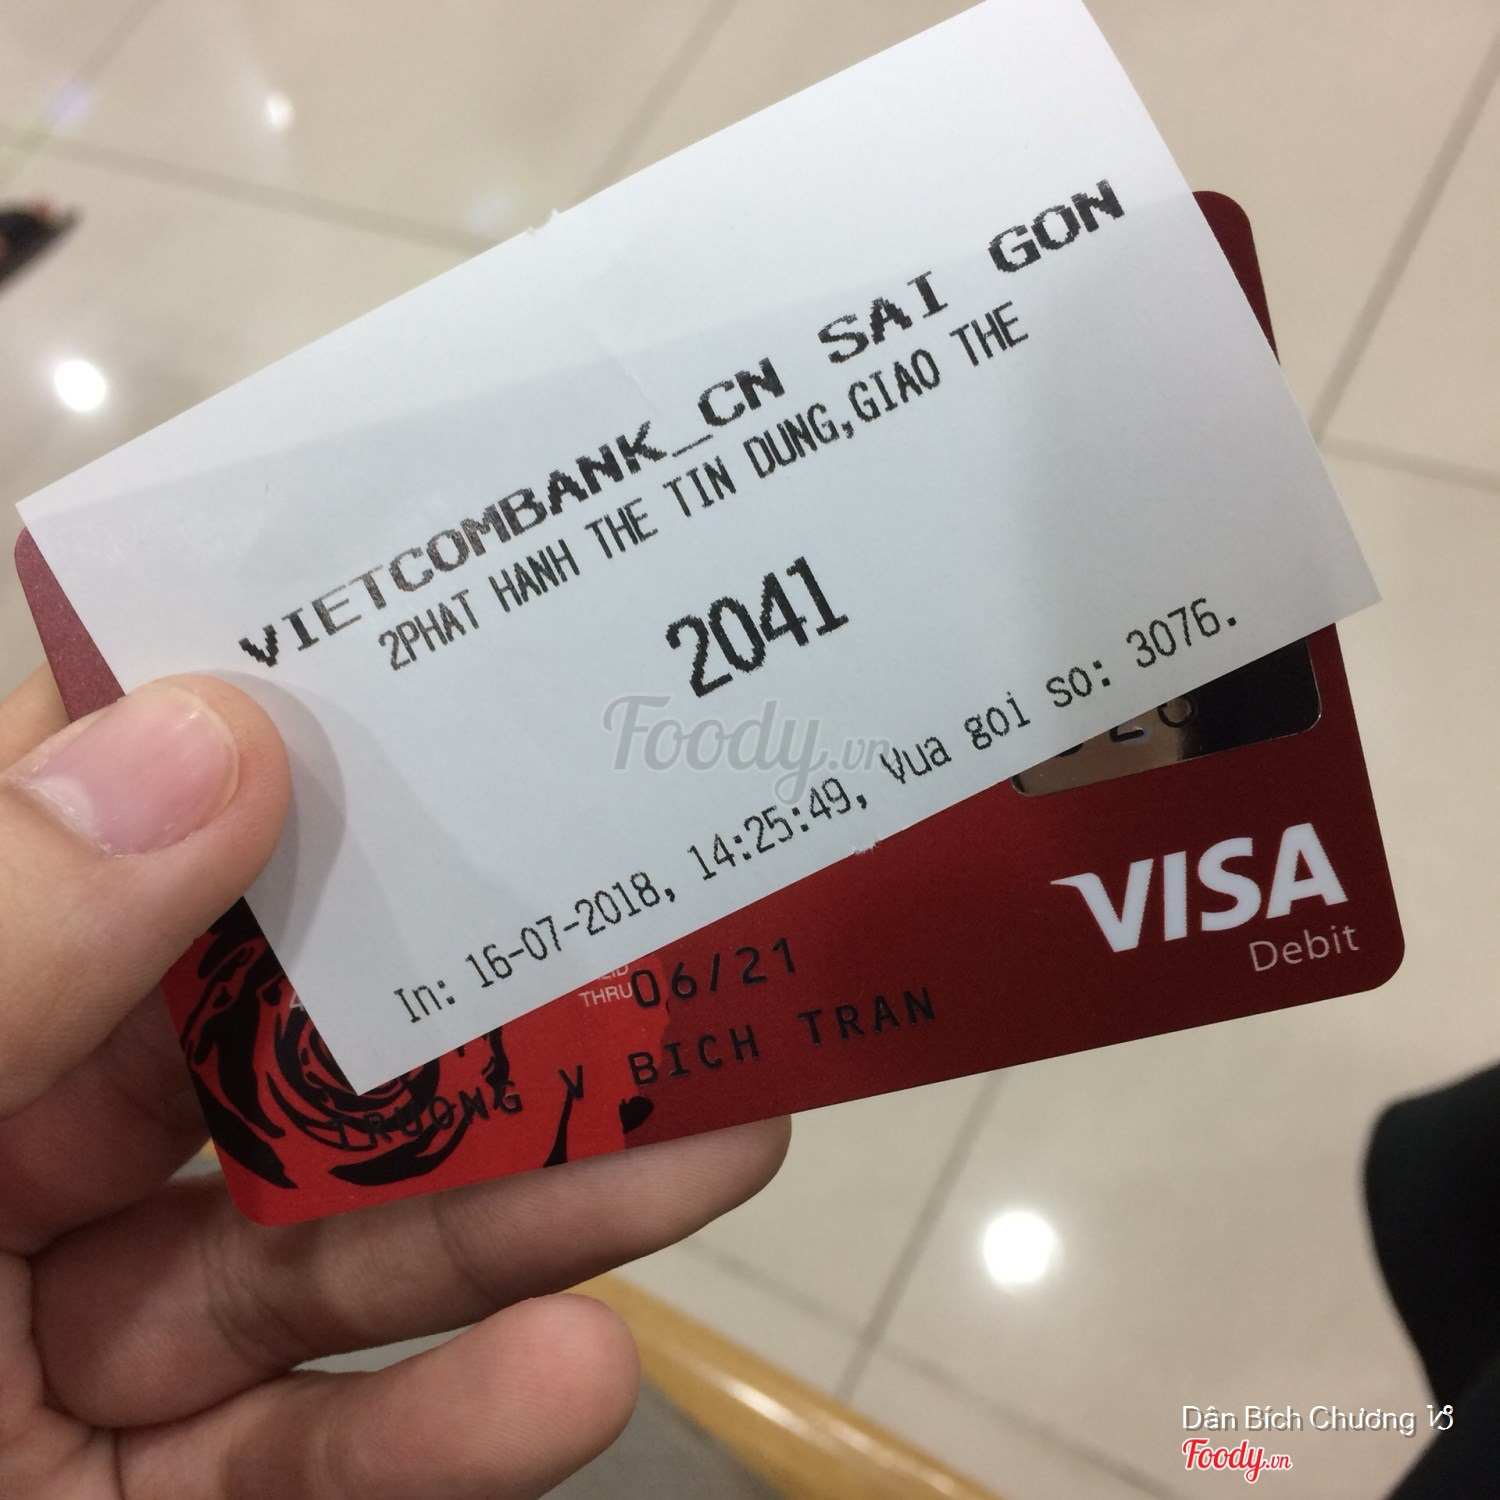 VIETCOMBANK_CN SAI GON
2PHAT HANH THE TIN DUNG,GIAO THE
2041
In: 16-07-2018, 14:25:49, Vua goi so: 3076.
Foody.vn
VISA
Debit
THRU 06/21
TRUONG V BICH TRAN
Dân Bích Chương
Foody.vn